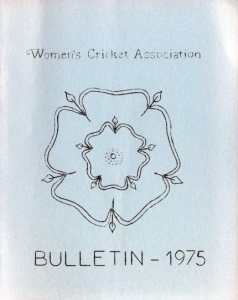 Women's Cricket Association
BULLETIN - 1975